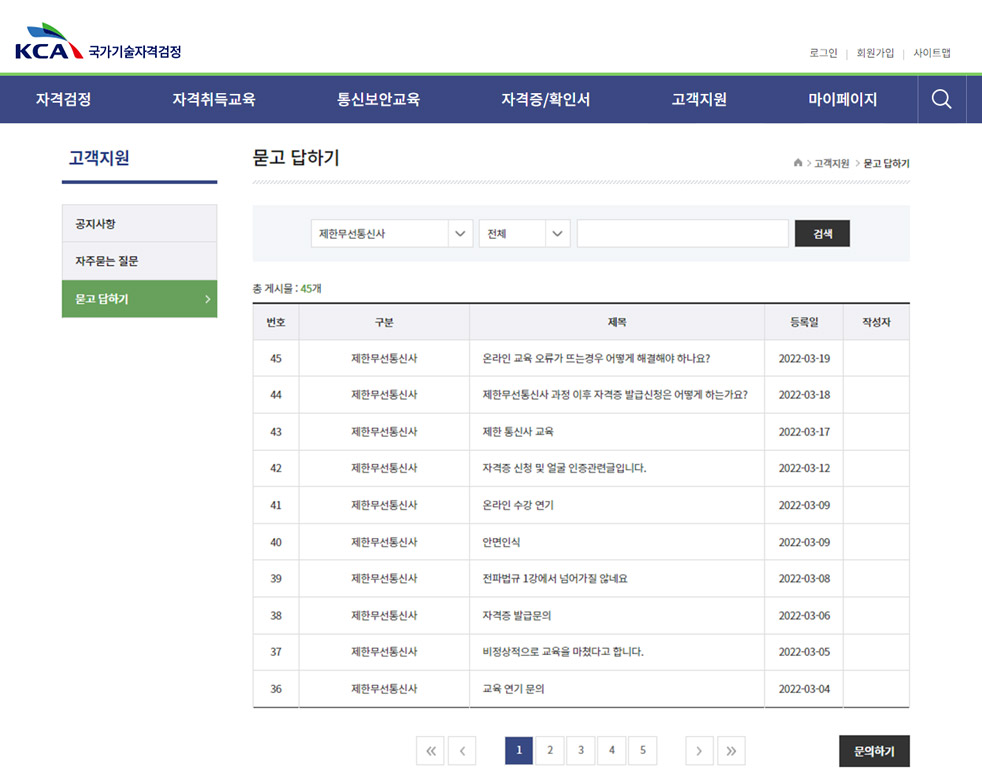 KCA 국가기술자격검정
로그인 | 회원가입 | 사이트맵
자격검정 자격취득교육 통신보안교육 자격증/확인서 고객지원 마이페이지
고객지원
공지사항
자주묻는 질문
묻고 답하기 >
묻고 답하기
> 고객지원 > 묻고 답하기
제한무선통신사 전체 검색
총 게시물 : 45개
번호 구분 제목 등록일 작성자
45 제한무선통신사 온라인 교육 오류가 뜨는경우 어떻게 해결해야 하나요? 2022-03-19
44 제한무선통신사 제한무선통신사 과정 이후 자격증 발급신청은 어떻게 하는가요? 2022-03-18
43 제한무선통신사 제한 통신사 교육 2022-03-17
42 제한무선통신사 자격증 신청 및 얼굴 인증관련글입니다. 2022-03-12
41 제한무선통신사 온라인 수강 연기 2022-03-09
40 제한무선통신사 안면인식 2022-03-09
39 제한무선통신사 전파법규 1강에서 넘어가질 않네요 2022-03-08
38 제한무선통신사 자격증 발급문의 2022-03-06
37 제한무선통신사 비정상적으로 교육을 마쳤다고 합니다. 2022-03-05
36 제한무선통신사 교육 연기 문의 2022-03-04
« ‹ 1 2 3 4 5 › » 문의하기